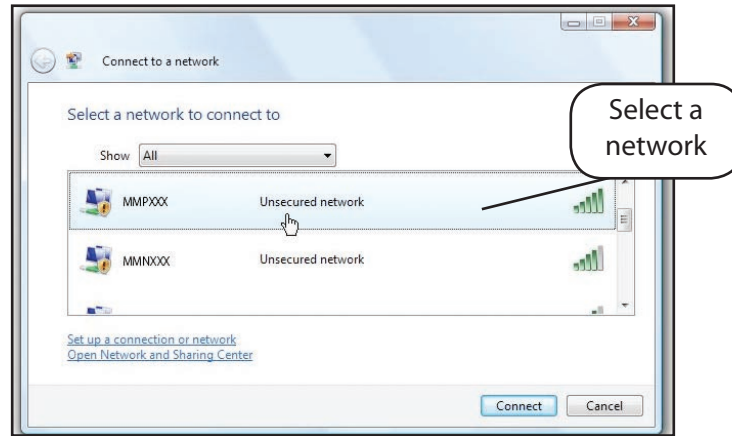 Connect to a network
Select a network to connect to
Show All
Select a
network
MMPXXX Unsecured network
MMNXXX Unsecured network
Set up a connection or network
Open Network and Sharing Center
Connect Cancel